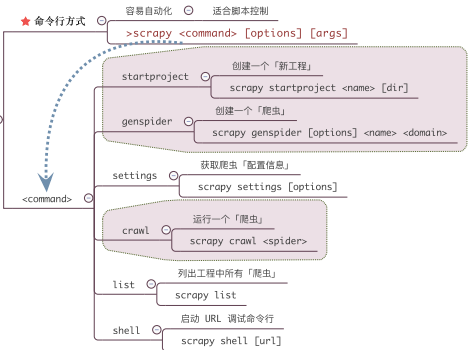 容易自动化 适合脚本控制
命令行方式
>scrapy <command> [options] [args]
创建一个「新工程」
startproject
scrapy startproject <name> [dir]
创建一个「爬虫」
genspider
scrapy genspider [options] <name> <domain>
获取爬虫「配置信息」
settings
scrapy settings [options]
<command>
运行一个「爬虫」
crawl
scrapy crawl <spider>
列出工程中所有「爬虫」
list
scrapy list
启动 URL 调试命令行
shell
scrapy shell [url]